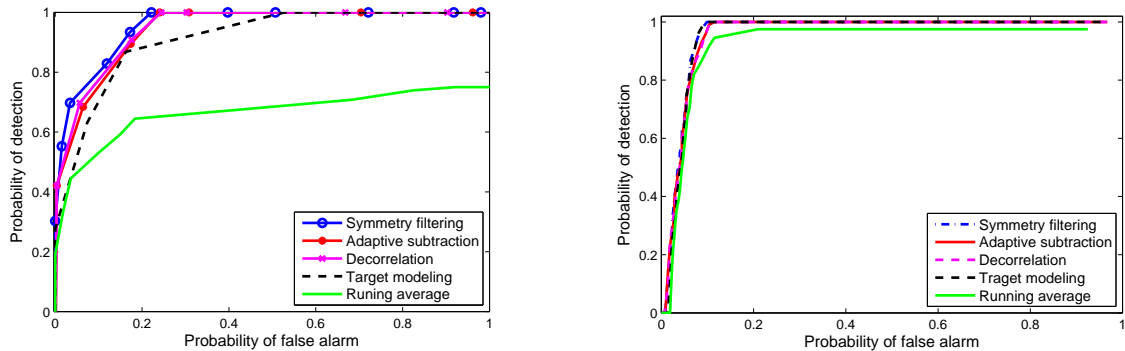 1
0.8
0.6
0.4
0.2
0
0 0.2 0.4 0.6 0.8 1
Probability of detection
Probability of false alarm
Symmetry filtering
Adaptive subtraction
Decorrelation
Target modeling
Runing average
1
0.8
0.6
0.4
0.2
0
0 0.2 0.4 0.6 0.8 1
Probability of detection
Probability of false alarm
Symmetry filtering
Adaptive subtraction
Decorrelation
Traget modeling
Running average